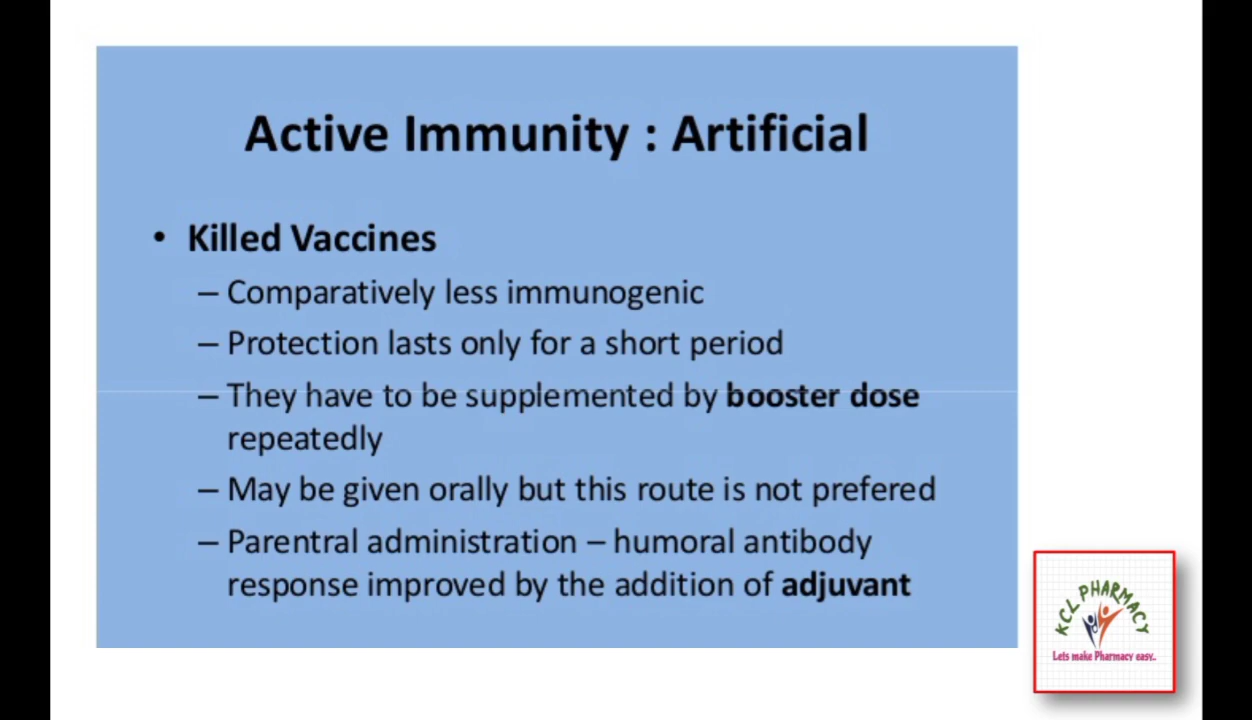 Active Immunity : Artificial
• Killed Vaccines
– Comparatively less immunogenic
– Protection lasts only for a short period
– They have to be supplemented by booster dose
repeatedly
– May be given orally but this route is not prefered
– Parentral administration – humoral antibody
response improved by the addition of adjuvant
KCL PHARMACY
Lets make Pharmacy easy..